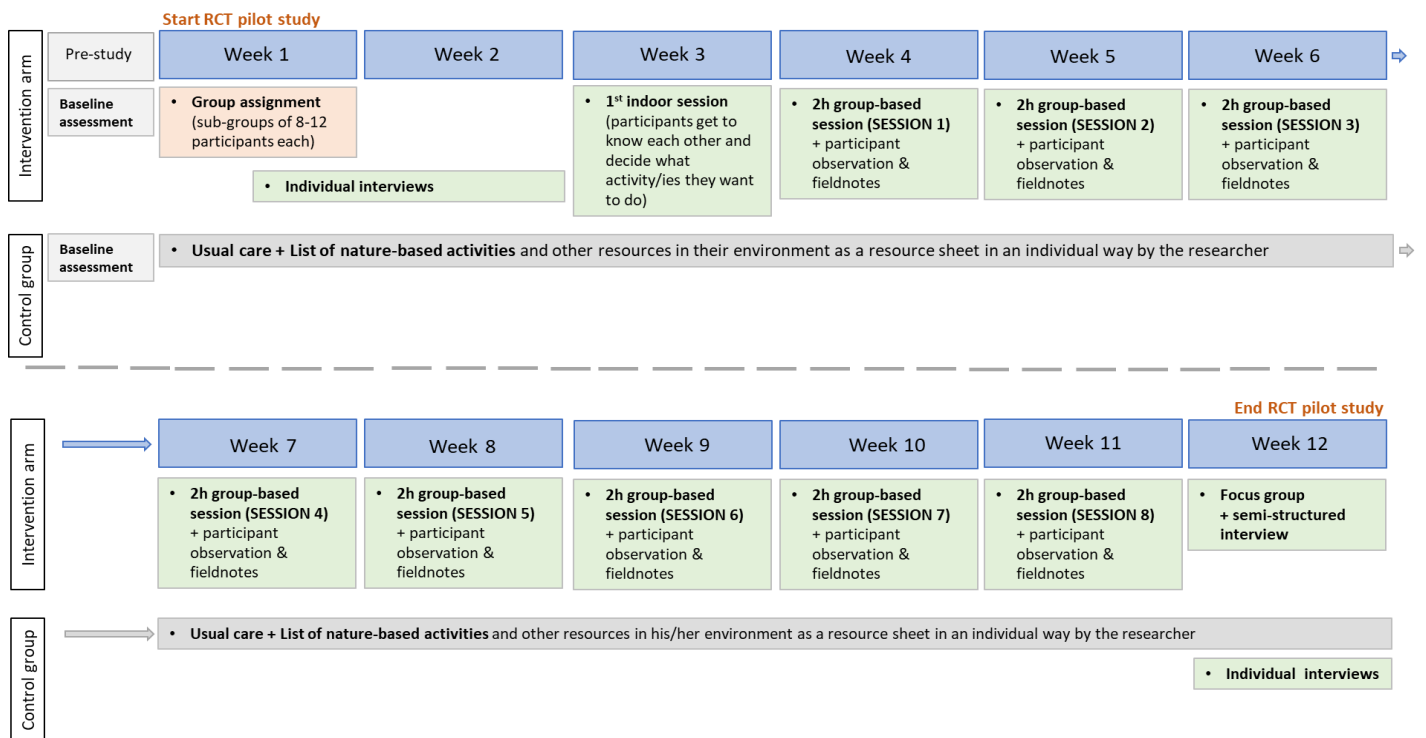 Start RCT pilot study
Intervention arm
Pre-study
Week 1
Week 2
Week 3
Week 4
Week 5
Week 6
Baseline
assessment
• Group assignment
(sub-groups of 8-12
participants each)
• Individual interviews
• 1st indoor session
(participants get to
know each other and
decide what
activity/ies they want
to do)
• 2h group-based
session (SESSION 1)
+ participant
observation &
fieldnotes
• 2h group-based
session (SESSION 2)
+ participant
observation &
fieldnotes
• 2h group-based
session (SESSION 3)
+ participant
observation &
fieldnotes
Control group
Baseline
assessment
• Usual care + List of nature-based activities and other resources in their environment as a resource sheet in an individual way by the researcher
End RCT pilot study
Intervention arm
Week 7
Week 8
Week 9
Week 10
Week 11
Week 12
• 2h group-based
session (SESSION 4)
+ participant
observation &
fieldnotes
• 2h group-based
session (SESSION 5)
+ participant
observation &
fieldnotes
• 2h group-based
session (SESSION 6)
+ participant
observation &
fieldnotes
• 2h group-based
session (SESSION 7)
+ participant
observation &
fieldnotes
• 2h group-based
session (SESSION 8)
+ participant
observation &
fieldnotes
• Focus group
+ semi-structured
interview
Control group
• Usual care + List of nature-based activities and other resources in his/her environment as a resource sheet in an individual way by the researcher
• Individual interviews